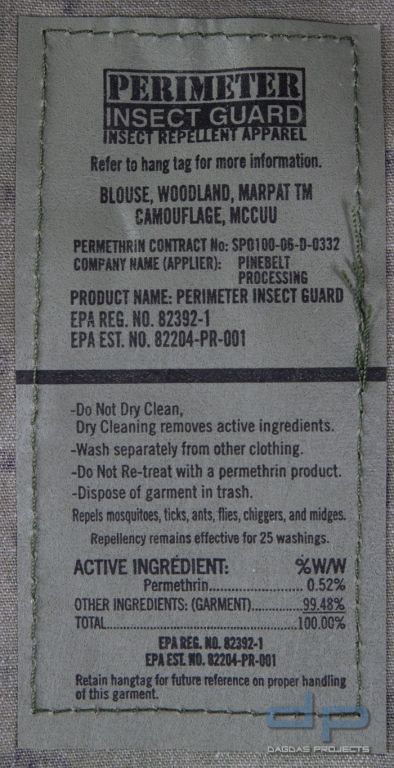 PERIMETER
INSECT GUARD
INSECT REPELLENT APPAREL
Refer to hang tag for more information.
BLOUSE, WOODLAND, MARPAT TM
CAMOUFLAGE, MCCUU
PERMETHRIN CONTRACT No: SPO100-06-D-0332
COMPANY NAME (APPLIER): PINEBELT
PROCESSING
PRODUCT NAME: PERIMETER INSECT GUARD
EPA REG. NO. 82392-1
EPA EST. NO. 82204-PR-001
-Do Not Dry Clean,
Dry Cleaning removes active ingredients.
-Wash separately from other clothing.
-Do Not Re-treat with a permethrin product.
-Dispose of garment in trash.
Repels mosquitoes, ticks, ants, flies, chiggers, and midges.
Repellency remains effective for 25 washings.
ACTIVE INGREDIENT: %W/W
Permethrin........................ 0.52%
OTHER INGREDIENTS: (GARMENT)..............99.48%
TOTAL..........................................100.00%
EPA REG. NO. 82392-1
EPA EST. NO. 82204-PR-001
Retain hangtag for future reference on proper handling
of this garment.
dp
DAGDAS PROJECTS